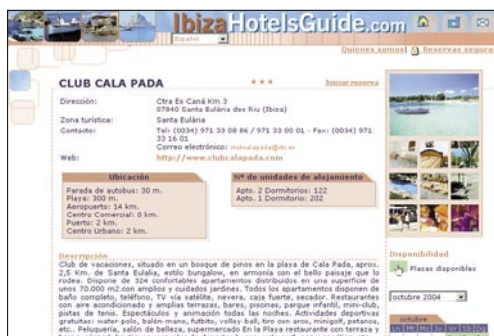 IbizaHotelsGuide.com
Español
Quienes somos| Reservas segura
CLUB CALA PADA
Iniciar reserva
Dirección: Ctra Es Caná Km 3
07840 Santa Eulària des Riu (Ibiza)
Zona turística: Santa Eulària
Contacto: Tel: (0034) 971 33 08 86 / 971 33 00 01 - Fax: (0034) 971
33 16 01
Correo electrónico:
Web: http://www.clubcalapada.com
Ubicación
Parada de autobus: 30 m.
Playa: 300 m.
Aeropuerto: 14 km.
Centro Comercial: 0 km.
Puerto: 2 km.
Centro Urbano: 2 km.
Nº de unidades de alojamiento
Apto. 2 Dormitorios: 122
Apto. 1 Dormitorio: 202
Descripción
Club de vacaciones, situado en un bosque de pinos en la playa de Cala Pada, aprox.
2,5 Km. de Santa Eulalia, estilo bungalow, en armonía con el bello paisaje que lo
rodea. Dispone de 324 confortables apartamentos distribuidos en una superficie de
unos 70.000 m2.con amplios y cuidados jardines. Todos los apartamentos disponen de
baño completo, teléfono, TV vía satélite, nevera, caja fuerte, secador. Restaurantes
con aire acondicionado y amplias terrazas, bares, piscinas, parque infantil, mini-club,
pistas de tenis. Espectáculos y animación todas las noches. Actividades deportivas
gratuitas: water-polo, balón-mano, futbito, volley-ball, tiro con arco, minigolf, petanca,
etc.. Peluquería, salón de belleza, supermercado En la Playa restaurante con terraza y
Disponibilidad
Plazas disponibles
octubre 2004
octubre